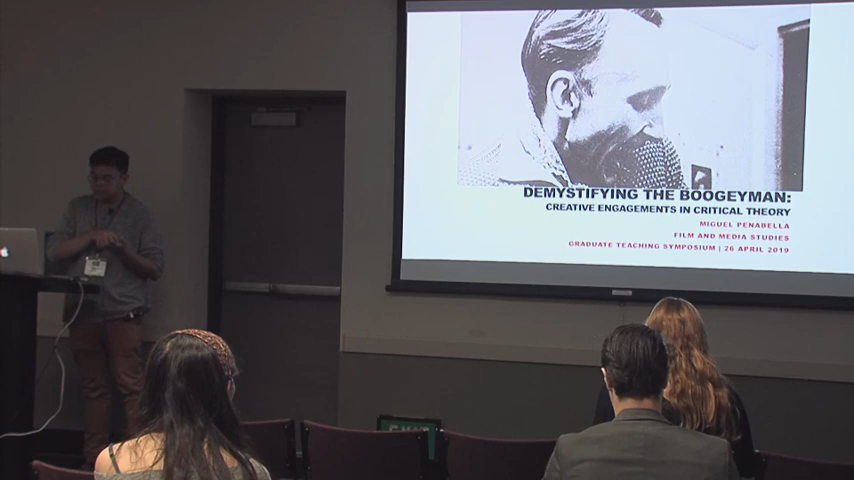 DEMYSTIFYING THE BOOGEYMAN:
CREATIVE ENGAGEMENTS IN CRITICAL THEORY
MIGUEL PENABELLA
FILM AND MEDIA STUDIES
GRADUATE TEACHING SYMPOSIUM | 26 APRIL 2019